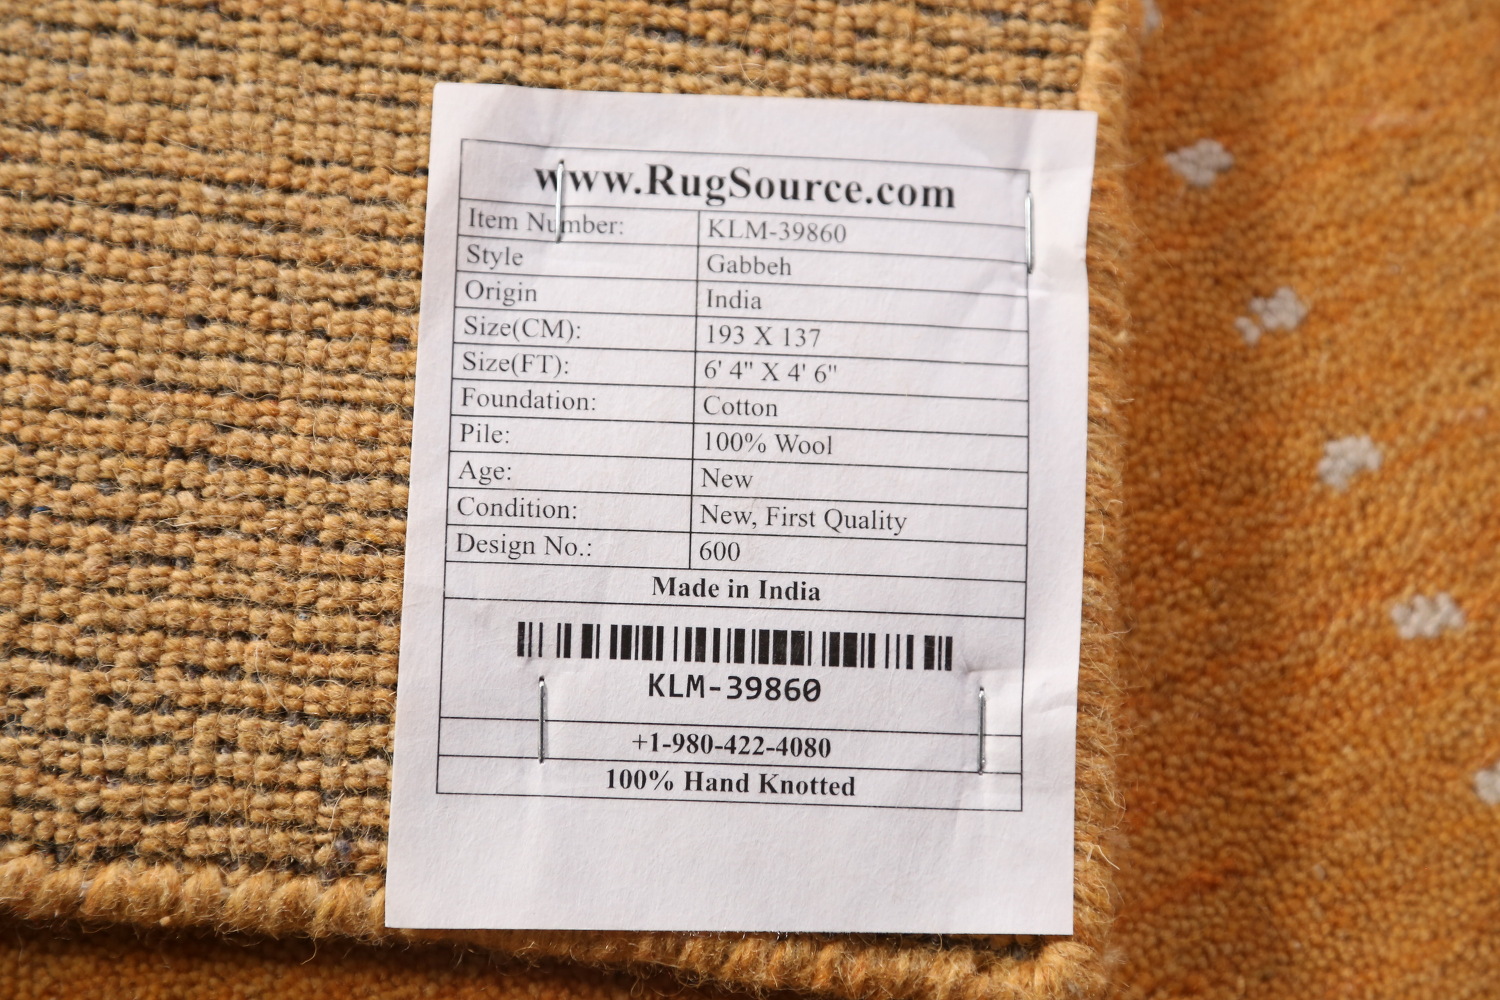 www.RugSource.com
Item Number: KLM-39860
Style Gabbeh
Origin India
Size(CM): 193 X 137
Size(FT): 6' 4" X 4' 6"
Foundation: Cotton
Pile: 100% Wool
Age: New
Condition: New, First Quality
Design No.: 600
Made in India
KLM-39860
+1-980-422-4080
100% Hand Knotted